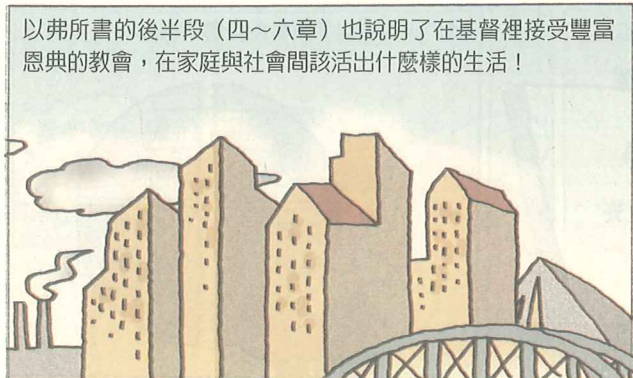 以弗所書的後半段（四～六章）也說明了在基督裡接受豐富
恩典的教會，在家庭與社會間該活出什麼樣的生活！